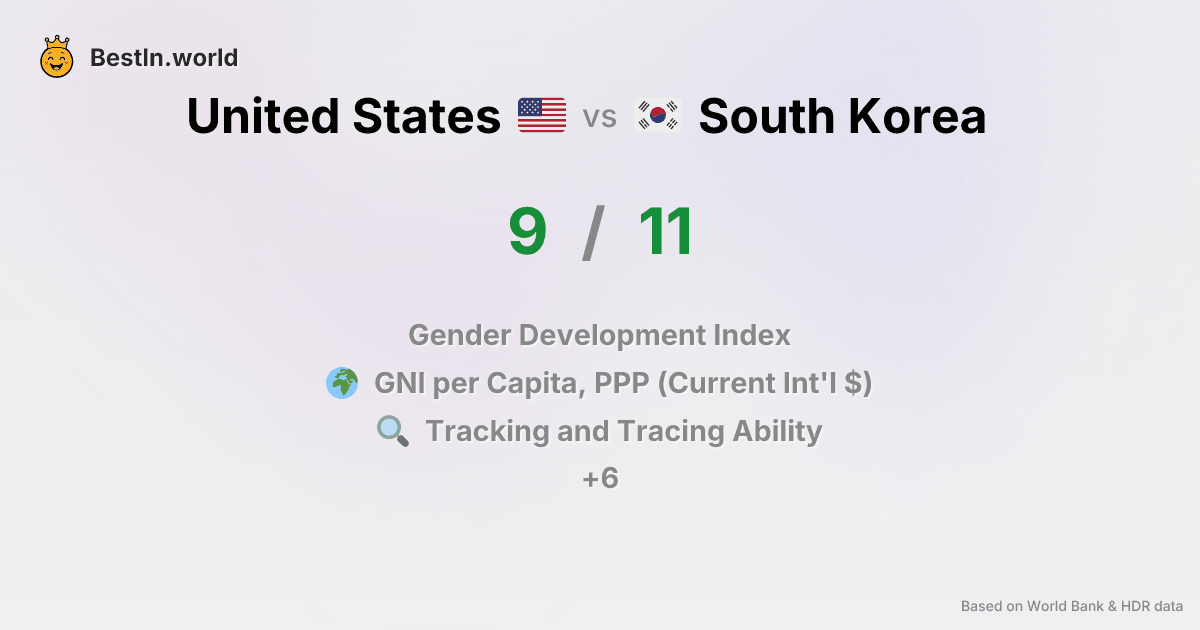 BestIn.world
United States vs South Korea
9 / 11
Gender Development Index
GNI per Capita, PPP (Current Int'l $)
Tracking and Tracing Ability
+6
Based on World Bank & HDR data